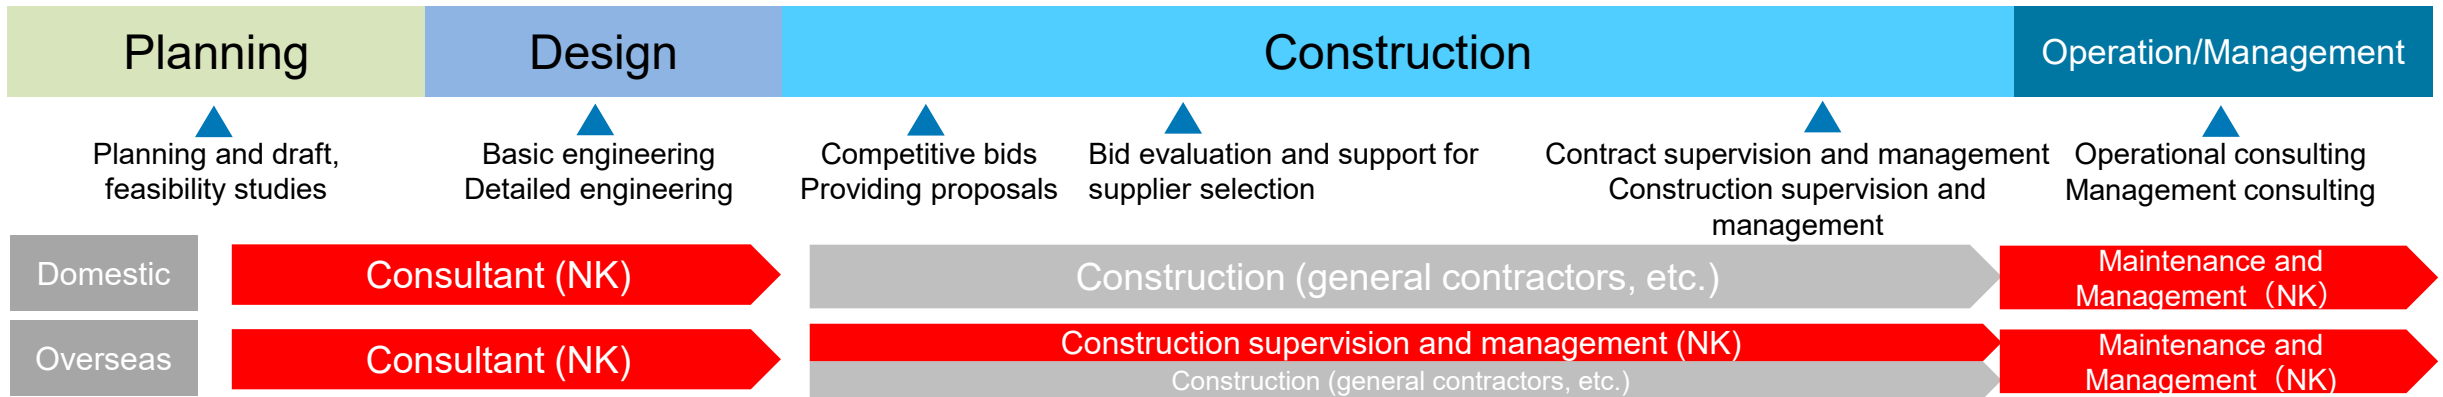 Planning
Design
Construction
Operation/Management
Planning and draft,
feasibility studies
Basic engineering
Detailed engineering
Competitive bids
Providing proposals
Bid evaluation and support for
supplier selection
Contract supervision and management
Construction supervision and
management
Operational consulting
Management consulting
Domestic
Consultant (NK)
Construction (general contractors, etc.)
Maintenance and
Management（NK）
Overseas
Consultant (NK)
Construction supervision and management (NK)
Construction (general contractors, etc.)
Maintenance and
Management（NK)